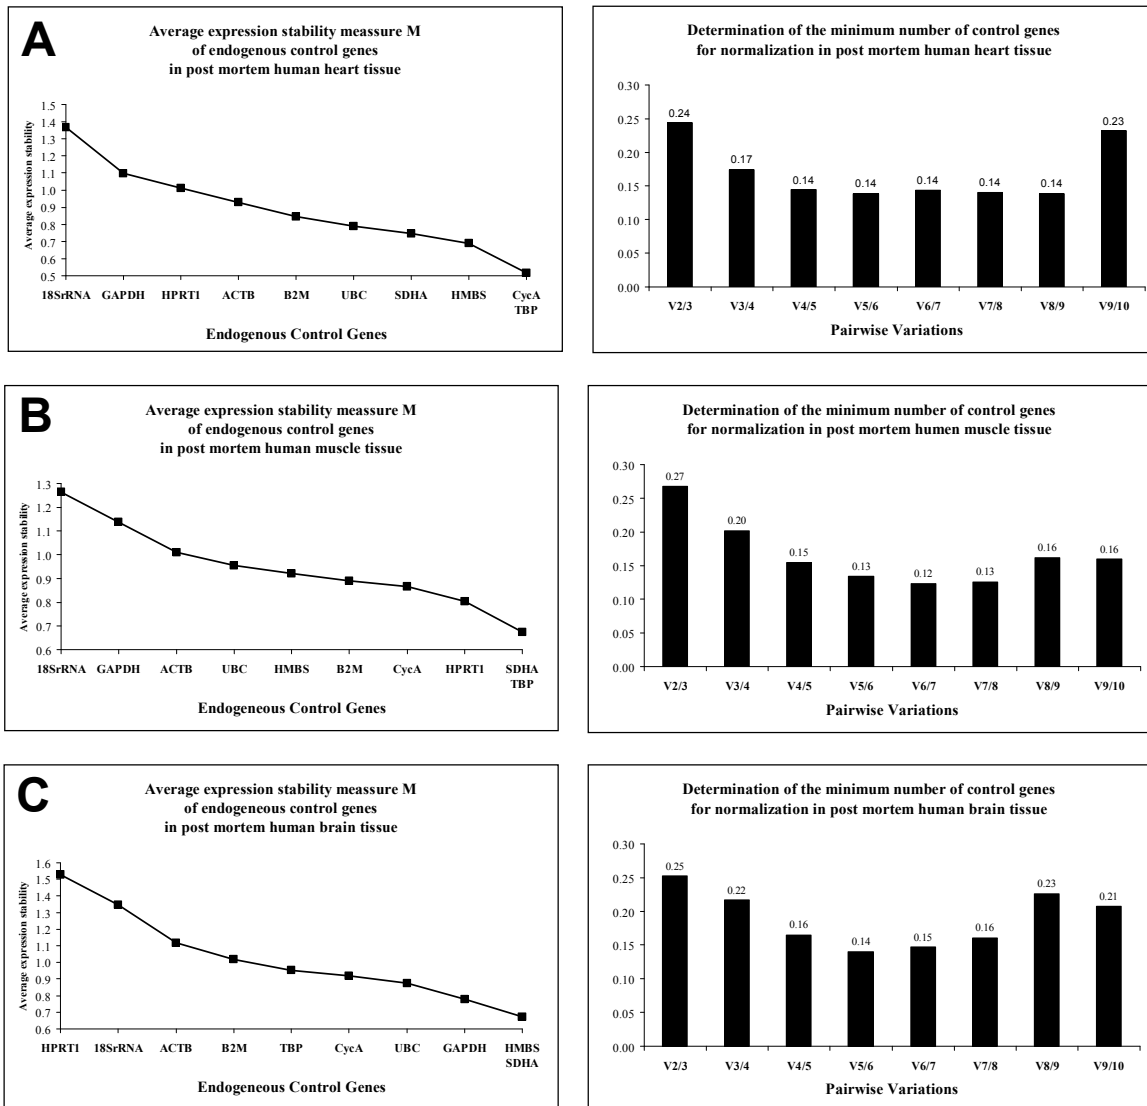 A
Average expression stability meassure M
of endogenous control genes
in post mortem human heart tissue
Average expression stability
1.5
1.4
1.3
1.2
1.1
1.0
0.9
0.8
0.7
0.6
0.5
18SrRNA GAPDH HPRT1 ACTB B2M UBC SDHA HMBS CycA
TBP
Endogenous Control Genes
Determination of the minimum number of control genes
for normalization in post mortem human heart tissue
0.30
0.25
0.20
0.15
0.10
0.05
0.00
0.24 0.17 0.14 0.14 0.14 0.14 0.14 0.23
V2/3 V3/4 V4/5 V5/6 V6/7 V7/8 V8/9 V9/10
Pairwise Variations
B
Average expression stability meassure M
of endogenous control genes
in post mortem human muscle tissue
Average expression stability
1.3
1.2
1.1
1.0
0.9
0.8
0.7
0.6
18SrRNA GAPDH ACTB UBC HMBS B2M CycA HPRT1 SDHA
TBP
Endogeneous Control Genes
Determination of the minimum number of control genes
for normalization in post mortem humen muscle tissue
0.30
0.25
0.20
0.15
0.10
0.05
0.00
0.27 0.20 0.15 0.13 0.12 0.13 0.16 0.16
V2/3 V3/4 V4/5 V5/6 V6/7 V7/8 V8/9 V9/10
Pairwise Variations
C
Average expression stability meassure M
of endogeneous control genes
in post mortem human brain tissue
Average expression stability
1.6
1.5
1.4
1.3
1.2
1.1
1.0
0.9
0.8
0.7
0.6
HPRT1 18SrRNA ACTB B2M TBP CycA UBC GAPDH HMBS
SDHA
Endogeneous Control Genes
Determination of the minimum number of control genes
for normalization in post mortem human brain tissue
0.30
0.25
0.20
0.15
0.10
0.05
0.00
0.25 0.22 0.16 0.14 0.15 0.16 0.23 0.21
V2/3 V3/4 V4/5 V5/6 V6/7 V7/8 V8/9 V9/10
Pairwise Variations